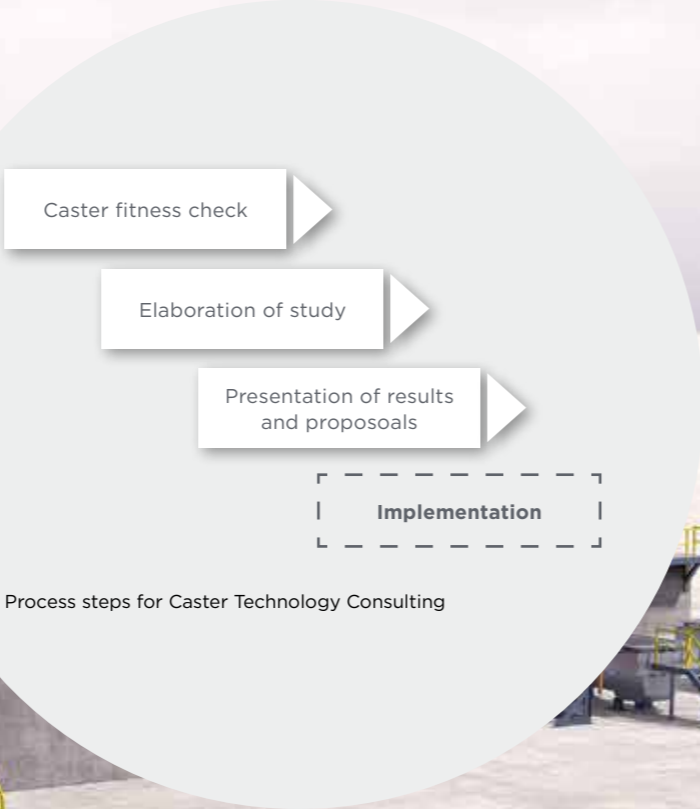 Caster fitness check
Elaboration of study
Presentation of results
and proposoals
Implementation
Process steps for Caster Technology Consulting